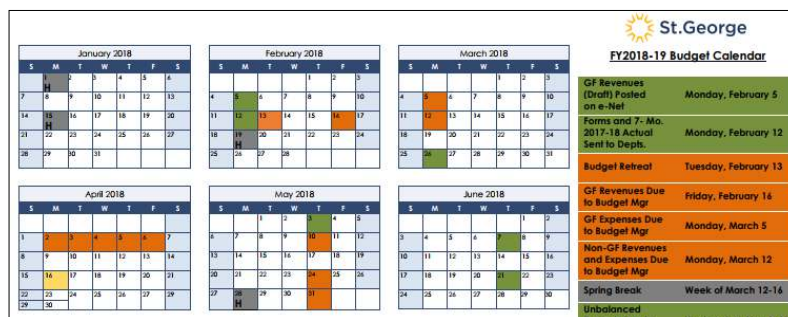 St.George
FY2018-19 Budget Calendar
January 2018
S M T W T F S
1 2 3 4 5 6
H
7 8 9 10 11 12 13
14 15 16 17 18 19 20
H
21 22 23 24 25 26 27
28 29 30 31
February 2018
S M T W T F S
1 2 3
4 5 6 7 8 9 10
11 12 13 14 15 16 17
18 19 20 21 22 23 24
H
25 26 27 28
March 2018
S M T W T F S
1 2 3
4 5 6 7 8 9 10
11 12 13 14 15 16 17
18 19 20 21 22 23 24
25 26 27 28 29 30 31
April 2018
S M T W T F S
1 2 3 4 5 6 7
8 9 10 11 12 13 14
15 16 17 18 19 20 21
22 23 24 25 26 27 28
29 30
May 2018
S M T W T F S
1 2 3 4 5
6 7 8 9 10 11 12
13 14 15 16 17 18 19
20 21 22 23 24 25 26
27 28 29 30 31
H
June 2018
S M T W T F S
1 2
3 4 5 6 7 8 9
10 11 12 13 14 15 16
17 18 19 20 21 22 23
24 25 26 27 28 29 30
GF Revenues
(Draft) Posted
on e-Net
Monday, February 5
Forms and 7- Mo.
2017-18 Actual
Sent to Depts.
Monday, February 12
Budget Retreat
Tuesday, February 13
GF Revenues Due
to Budget Mgr
Friday, February 16
GF Expenses Due
to Budget Mgr
Monday, March 5
Non-GF Revenues
and Expenses Due
to Budget Mgr
Monday, March 12
Spring Break
Week of March 12-16
Unbalanced